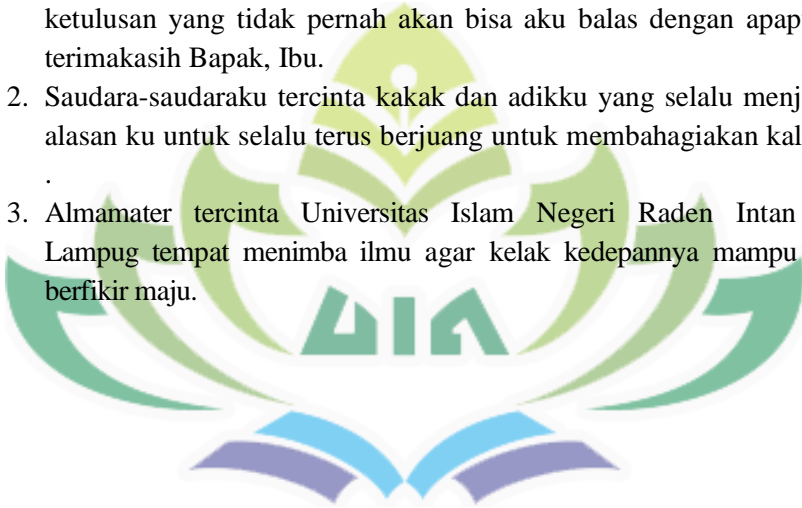 ketulusan yang tidak pernah akan bisa aku balas dengan apap
terimakasih Bapak, Ibu.
2. Saudara-saudaraku tercinta kakak dan adikku yang selalu menj
alasan ku untuk selalu terus berjuang untuk membahagiakan kal
.
3. Almamater tercinta Universitas Islam Negeri Raden Intan
Lampug tempat menimba ilmu agar kelak kedepannya mampu
berfikir maju.
UIN